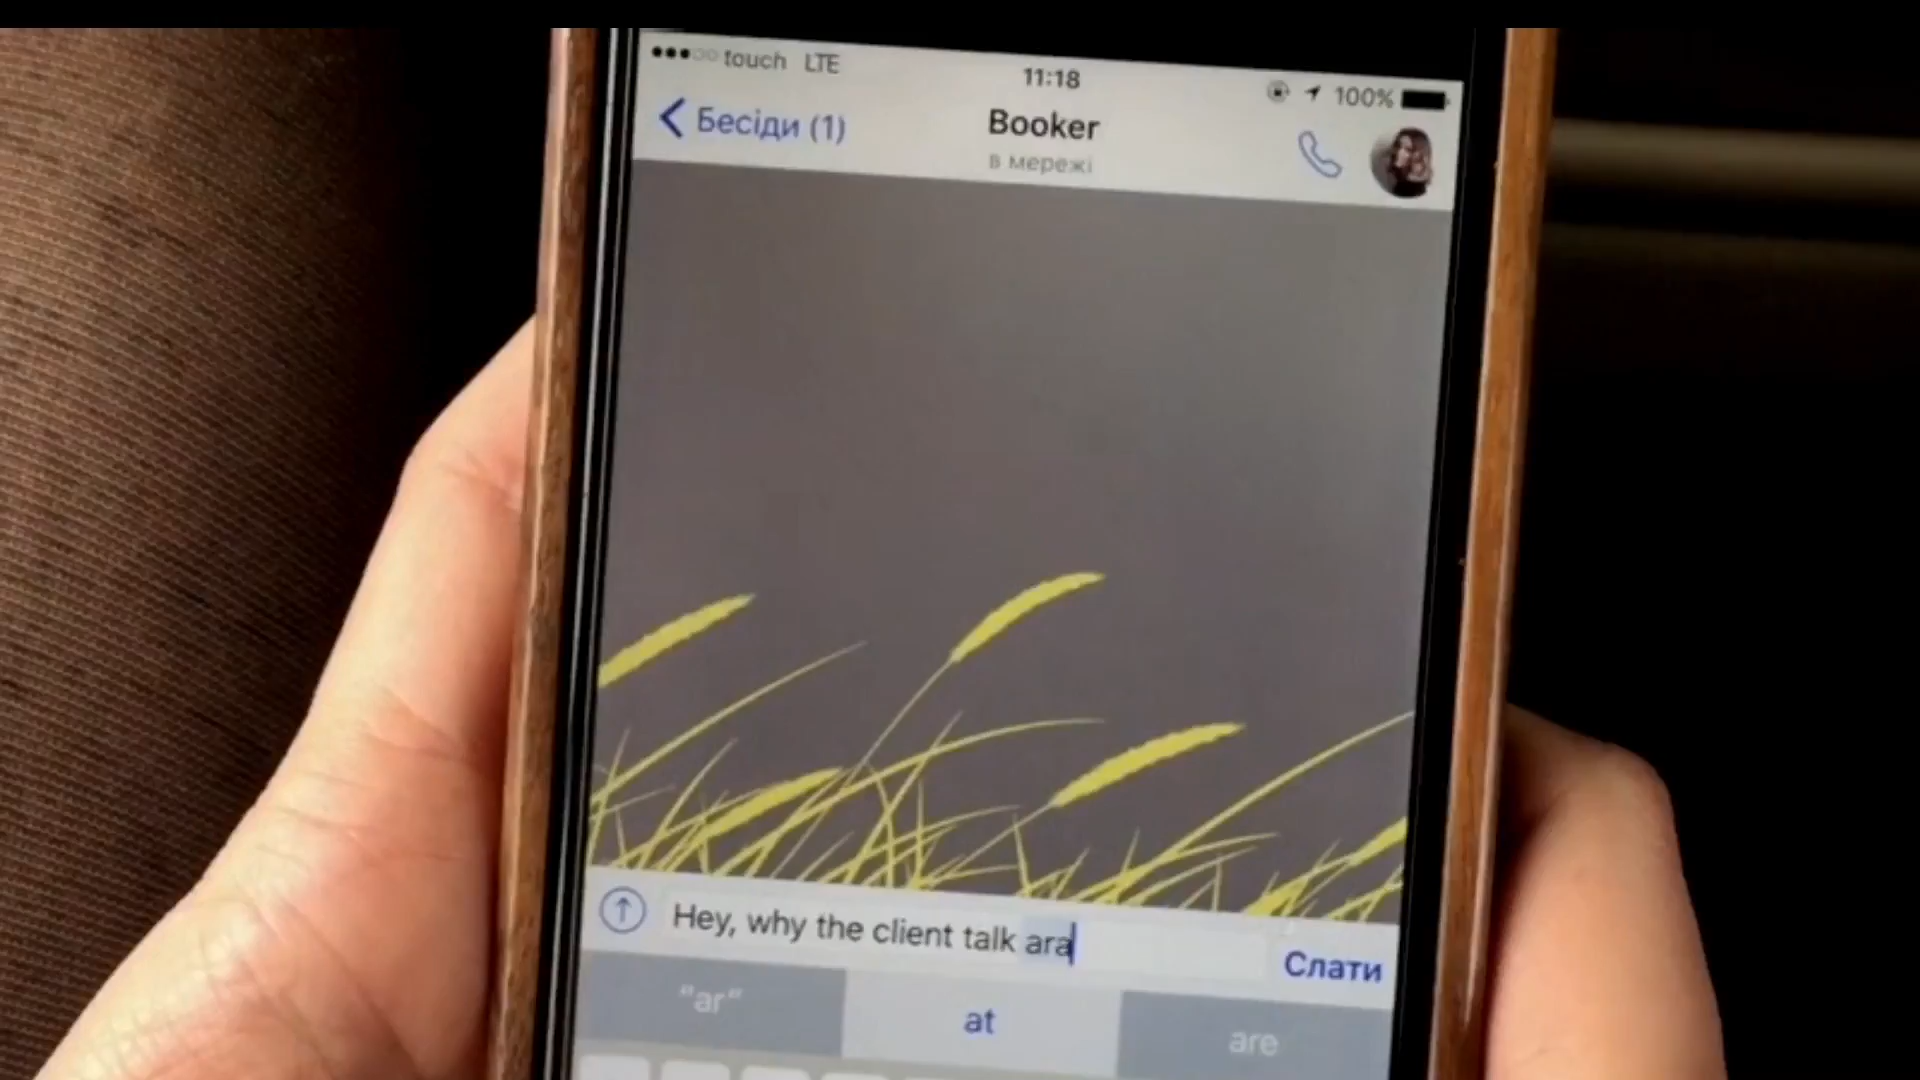 touch LTE 11:18 100%
Бесіди (1) Booker
в мережі
Hey, why the client talk ara
Слати
“ar“ at are